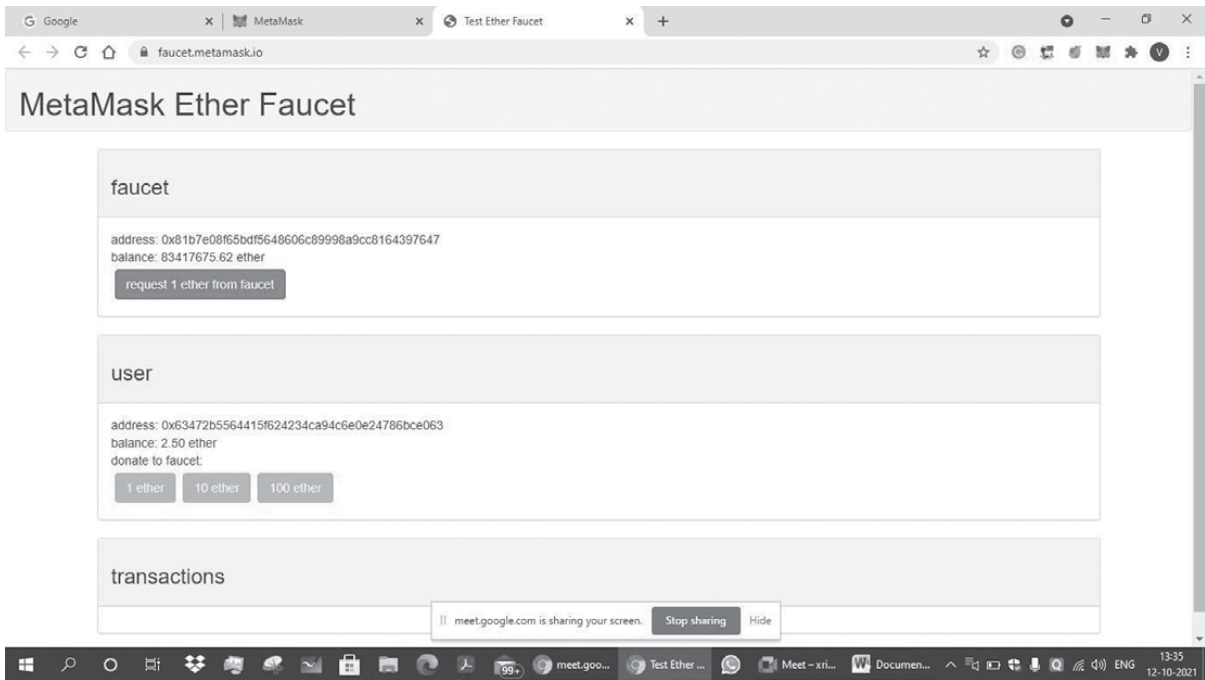 Google
MetaMask
Test Ether Faucet
faucet.metamask.io
V
MetaMask Ether Faucet
faucet
address: 0x81b7e08f65bdf5648606c89998a9cc8164397647
balance: 83417675.62 ether
request 1 ether from faucet
user
address: 0x63472b5564415f624234ca94c6e0e24786bce063
balance: 2.50 ether
donate to faucet:
1 ether 10 ether 100 ether
transactions
meet.google.com is sharing your screen. Stop sharing Hide
99+ meet.goo... Test Ether ... Meet – xri... Documen... ENG 13:35
12-10-2021